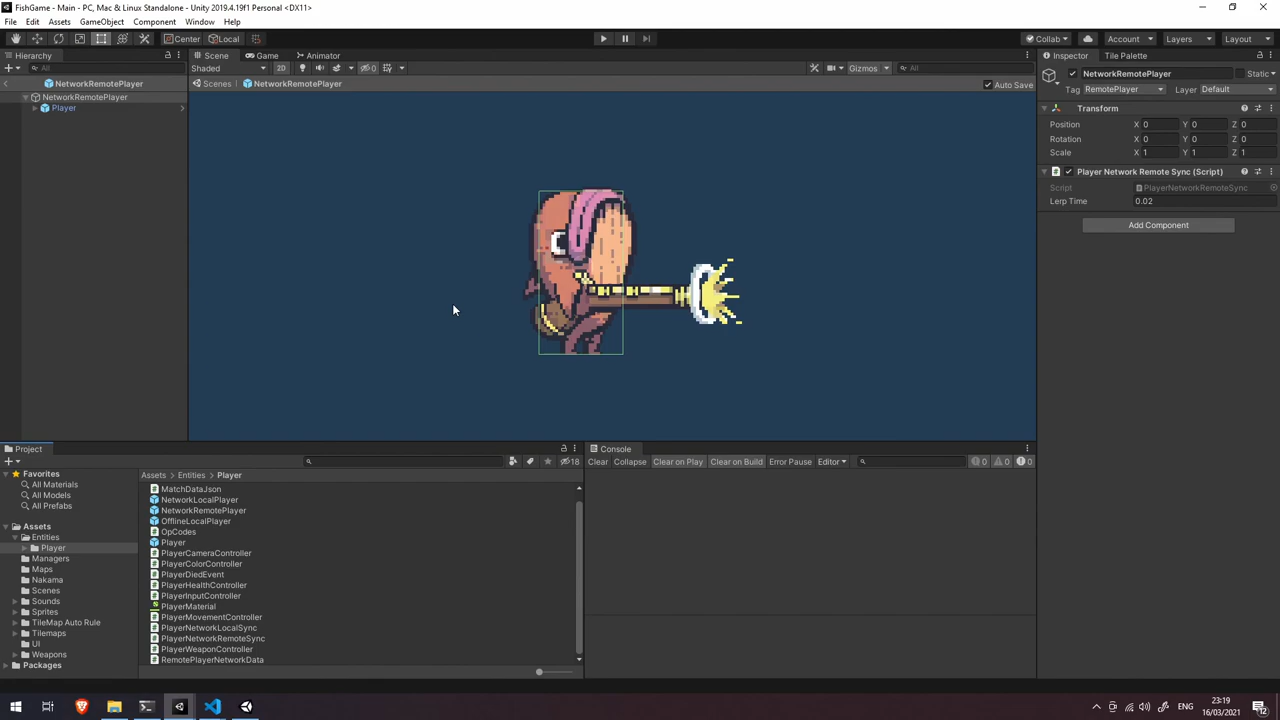 FishGame - Main - PC, Mac & Linux Standalone - Unity 2019.4.19f1 Personal <DX11>
File Edit Assets GameObject Component Window Help
Center Local Collab Account Layers Layout
Hierarchy
All
NetworkRemotePlayer
NetworkRemotePlayer
Player
Scene Game Animator
Shaded 2D 0 Gizmos All
Scenes NetworkRemotePlayer Auto Save
Inspector Tile Palette
NetworkRemotePlayer Static
Tag RemotePlayer Layer Default
Transform
Position X 0 Y 0 Z 0
Rotation X 0 Y 0 Z 0
Scale X 1 Y 1 Z 1
Player Network Remote Sync (Script)
Script PlayerNetworkRemoteSync
Lerp Time 0.02
Add Component
Project
18
Favorites
All Materials
All Models
All Prefabs
Assets
Entities
Player
Managers
Maps
Nakama
Scenes
Sounds
Sprites
TileMap Auto Rule
Tilemaps
UI
Weapons
Packages
Assets Entities Player
MatchDataJson
NetworkLocalPlayer
NetworkRemotePlayer
OfflineLocalPlayer
OpCodes
Player
PlayerCameraController
PlayerColorController
PlayerDiedEvent
PlayerHealthController
PlayerInputController
PlayerMaterial
PlayerMovementController
PlayerNetworkLocalSync
PlayerNetworkRemoteSync
PlayerWeaponController
RemotePlayerNetworkData
Console
Clear Collapse Clear on Play Clear on Build Error Pause Editor 0 0 0
ENG
23:19
16/03/2021
12